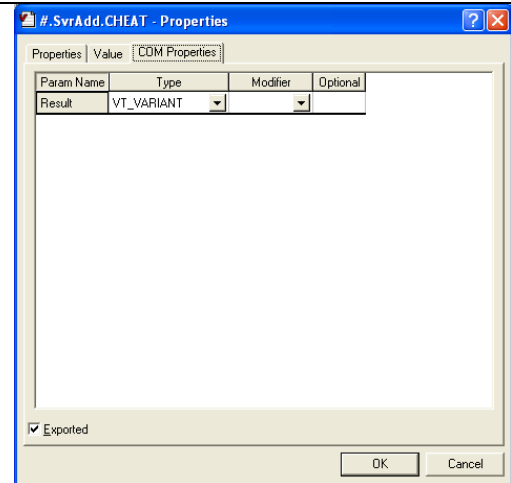 #.SvrAdd.CHEAT - Properties
Properties Value COM Properties
Param Name Type Modifier Optional
Result VT_VARIANT
Exported
OK Cancel